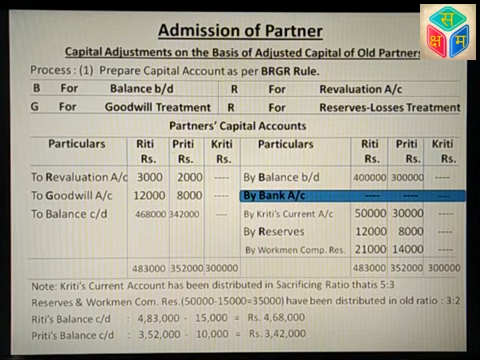 Admission of Partner
स
क्ष म
Capital Adjustments on the Basis of Adjusted Capital of Old Partners
Process : (1) Prepare Capital Account as per BRGR Rule.
B For Balance b/d R For Revaluation A/c
G For Goodwill Treatment R For Reserves-Losses Treatment
Partners' Capital Accounts
Particulars Riti Rs. Priti Rs. Kriti Rs. Particulars Riti Rs. Priti Rs. Kriti Rs.
To Revaluation A/c 3000 2000 ---- By Balance b/d 400000 300000
To Goodwill A/c 12000 8000 ---- By Bank A/c ---- ---- ----
To Balance c/d 468000 342000 By Kriti's Current A/c 50000 30000 ----
By Reserves 12000 8000 ----
By Workmen Comp. Res. 21000 14000 ----
483000 352000 300000 483000 352000 300000
Note: Kriti's Current Account has been distributed in Sacrificing Ratio thatis 5:3
Reserves & Workmen Com. Res.(50000-15000=35000) have been distributed in old ratio : 3:2
Riti's Balance c/d : 4,83,000 - 15,000 = Rs. 4,68,000
Priti's Balance c/d : 3,52,000 - 10,000 = Rs. 3,42,000